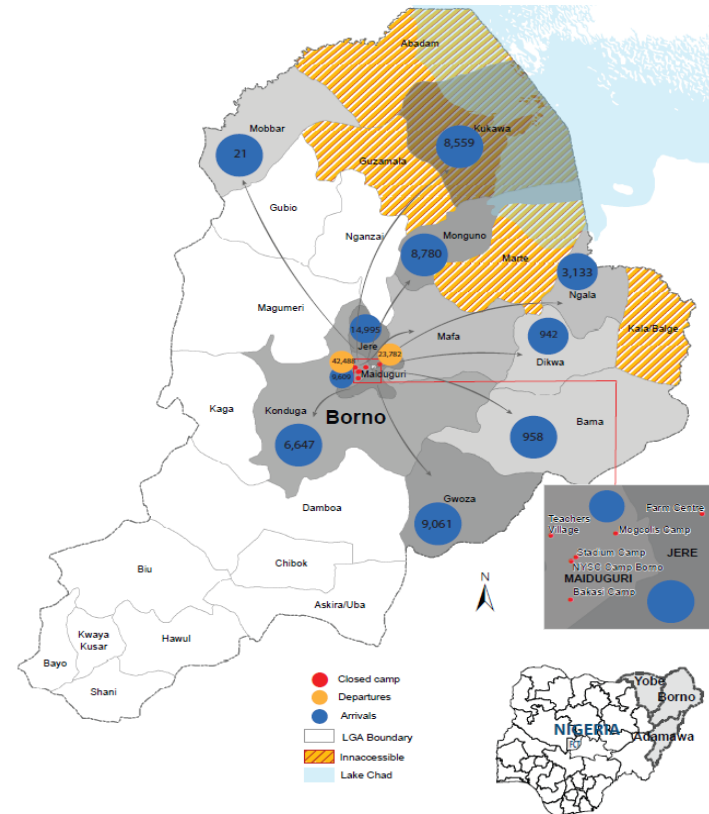 Abadam
Mobbar
21
Kukawa
8,559
Guzamala
Gubio
Nganzai
Monguno
8,780
Marte
3,133
Ngala
Magumeri
14,995
Jere
Mafa
942
Dikwa
Kala/Balge
42,488
23,782
9,609
Maiduguri
Kaga
Konduga
Borno
6,647
Bama
958
Gwoza
9,061
Damboa
Biu
Chibok
Askira/Uba
Kwaya
Kusar
Hawul
Bayo
Shani
Farm Centre
Teachers
Village
Mogcolis Camp
Stadium Camp
JERE
NYSC Camp Borno
MAIDUGURI
Bakasi Camp
N
Closed camp
Departures
Arrivals
LGA Boundary
Innaccessible
Lake Chad
Yobe
Borno
NIGERIA
Adamawa